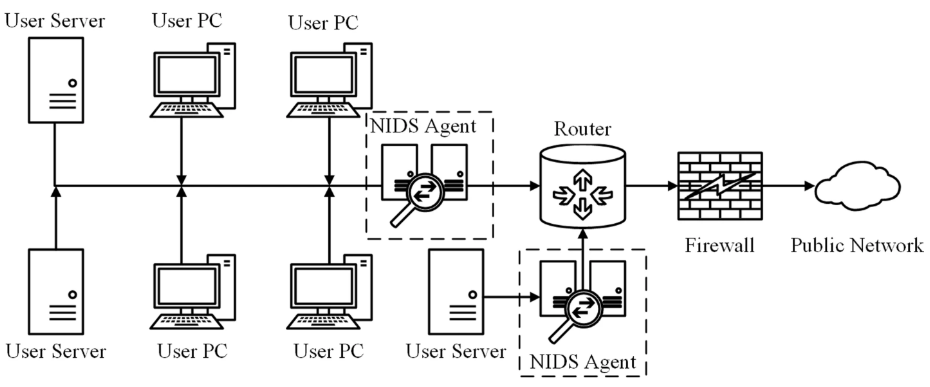 User Server
User PC
User PC
NIDS Agent
Router
Firewall
Public Network
User Server
User PC
User PC
User Server
NIDS Agent